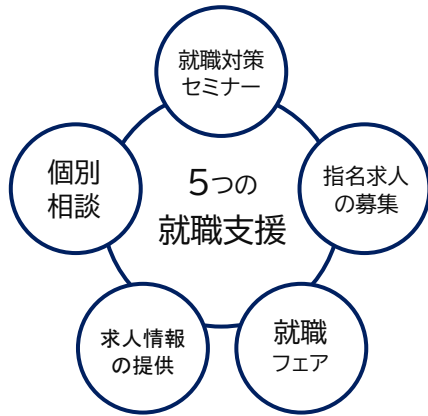 就職対策
セミナー
個別
相談
5つの
就職支援
指名求人
の募集
求人情報
の提供
就職
フェア